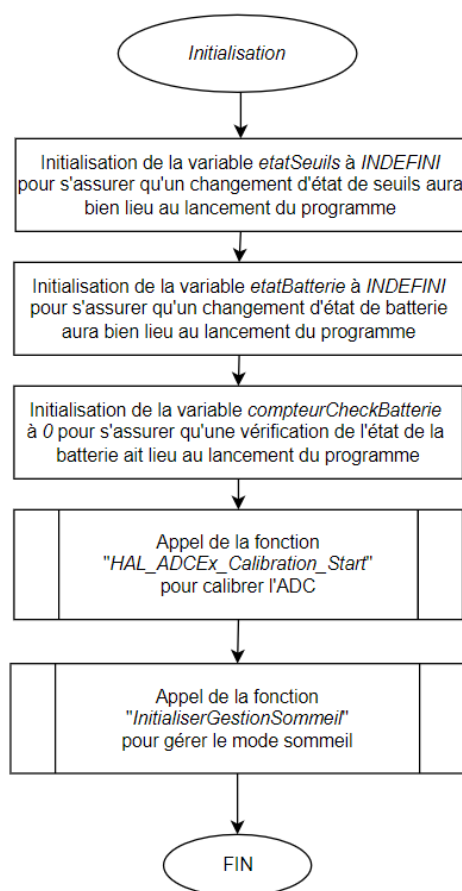 Initialisation
Initialisation de la variable etatSeuils à INDEFINI
pour s'assurer qu'un changement d'état de seuils aura
bien lieu au lancement du programme
Initialisation de la variable etatBatterie à INDEFINI
pour s'assurer qu'un changement d'état de batterie
aura bien lieu au lancement du programme
Initialisation de la variable compteurCheckBatterie
à 0 pour s'assurer qu'une vérification de l'état de la
batterie ait lieu au lancement du programme
Appel de la fonction
"HAL_ADCEx_Calibration_Start"
pour calibrer l'ADC
Appel de la fonction
"InitialiserGestionSommeil"
pour gérer le mode sommeil
FIN